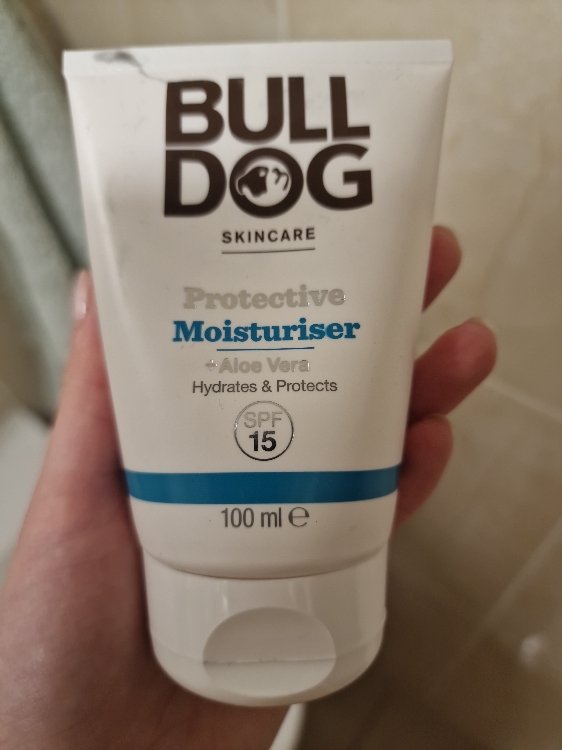 BULL
DOG
SKINCARE
Protective
Moisturiser
+Aloe Vera
Hydrates & Protects
SPF
15
100 ml ℮